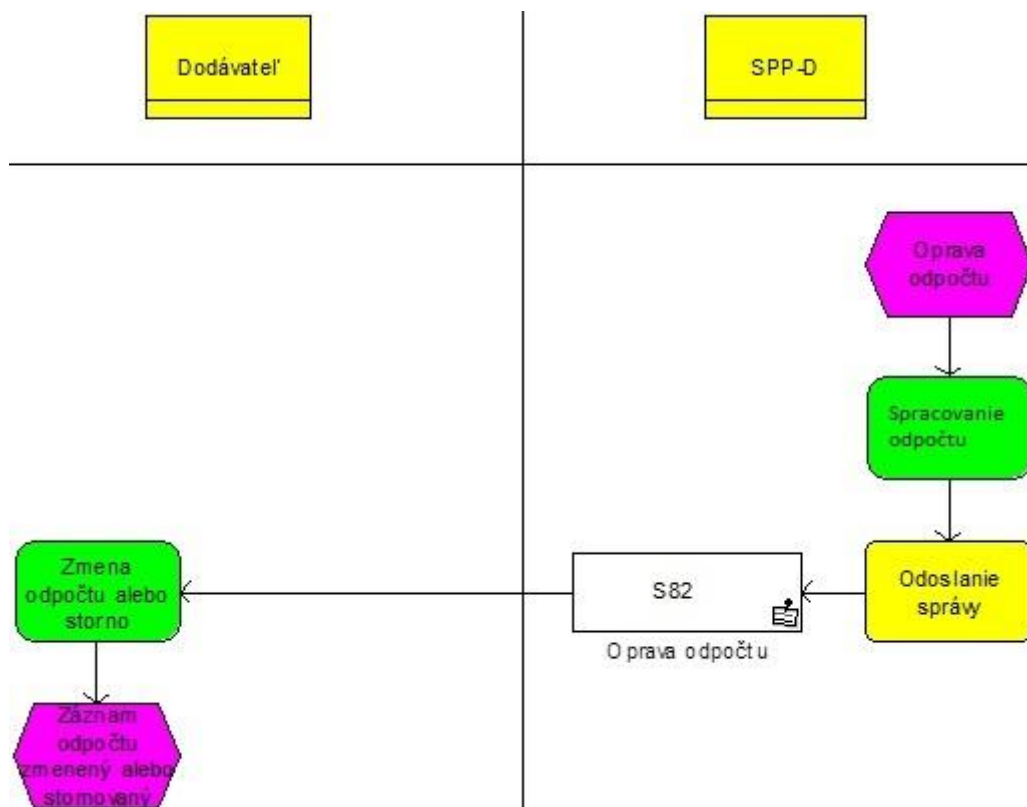 Dodávateľ
SPP-D
Oprava
odpočtu
Spracovanie
odpočtu
Odoslanie
správy
S82
Oprava odpočtu
Zmena
odpočtu alebo
storno
Záznam
odpočtu
zmenený alebo
stornovaný